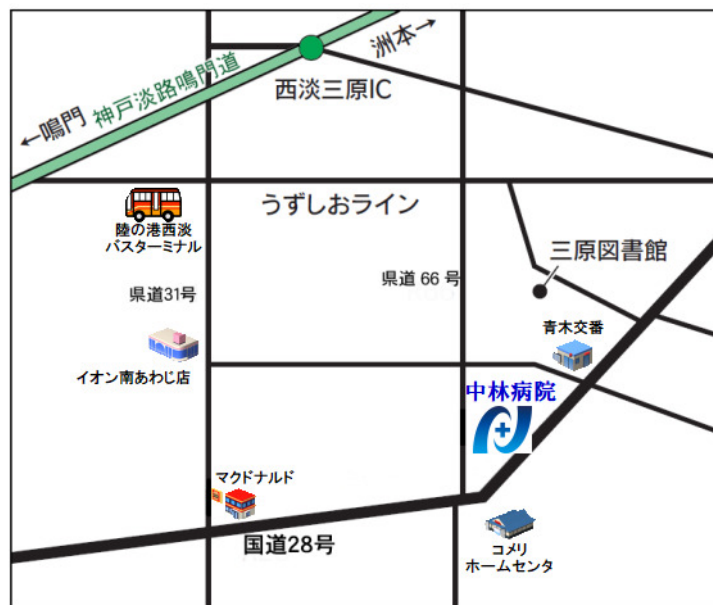 洲本→
西淡三原IC
神戸淡路鳴門道
←鳴門
うずしおライン
陸の港西淡
バスターミナル
三原図書館
県道 66 号
県道31号
青木交番
イオン南あわじ店
中林病院
マクドナルド
国道28号
コメリ
ホームセンタ